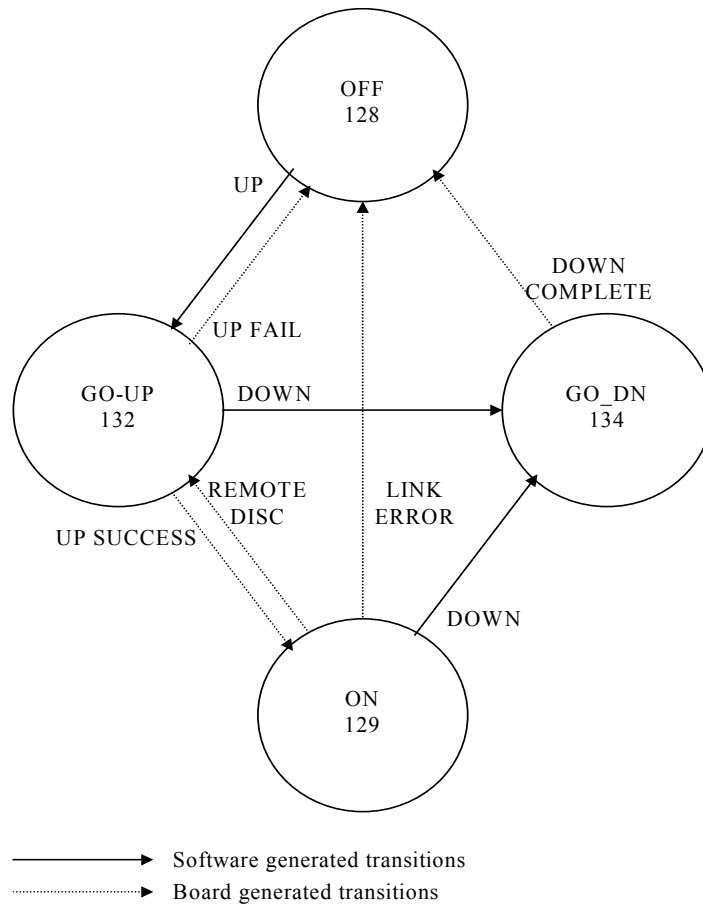 OFF
128
UP
DOWN
COMPLETE
UP FAIL
GO-UP
132
DOWN
GO_DN
134
REMOTE
DISC
LINK
ERROR
UP SUCCESS
DOWN
ON
129
Software generated transitions
Board generated transitions